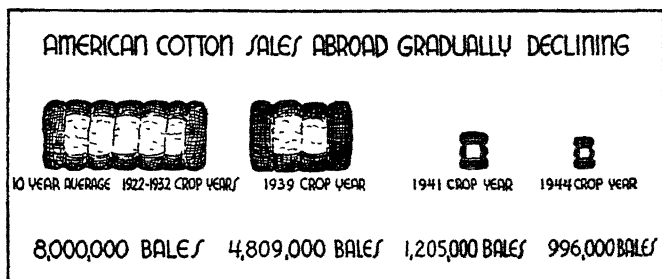 AMERICAN COTTON SALES ABROAD GRADUALLY DECLINING
10 YEAR AVERAGE 1922-1932 CROP YEARS 1939 CROP YEAR 1941 CROP YEAR 1944 CROP YEAR
8,000,000 BALES 4,809,000 BALES 1,205,000 BALES 996,000 BALES